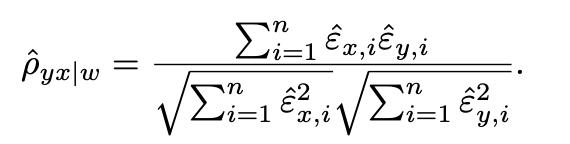 $$\hat{\rho}_{yx|w} = \frac{\sum_{i=1}^{n} \hat{\varepsilon}_{x,i}\hat{\varepsilon}_{y,i}}{\sqrt{\sum_{i=1}^{n} \hat{\varepsilon}_{x,i}^{2}}\sqrt{\sum_{i=1}^{n} \hat{\varepsilon}_{y,i}^{2}}}.$$